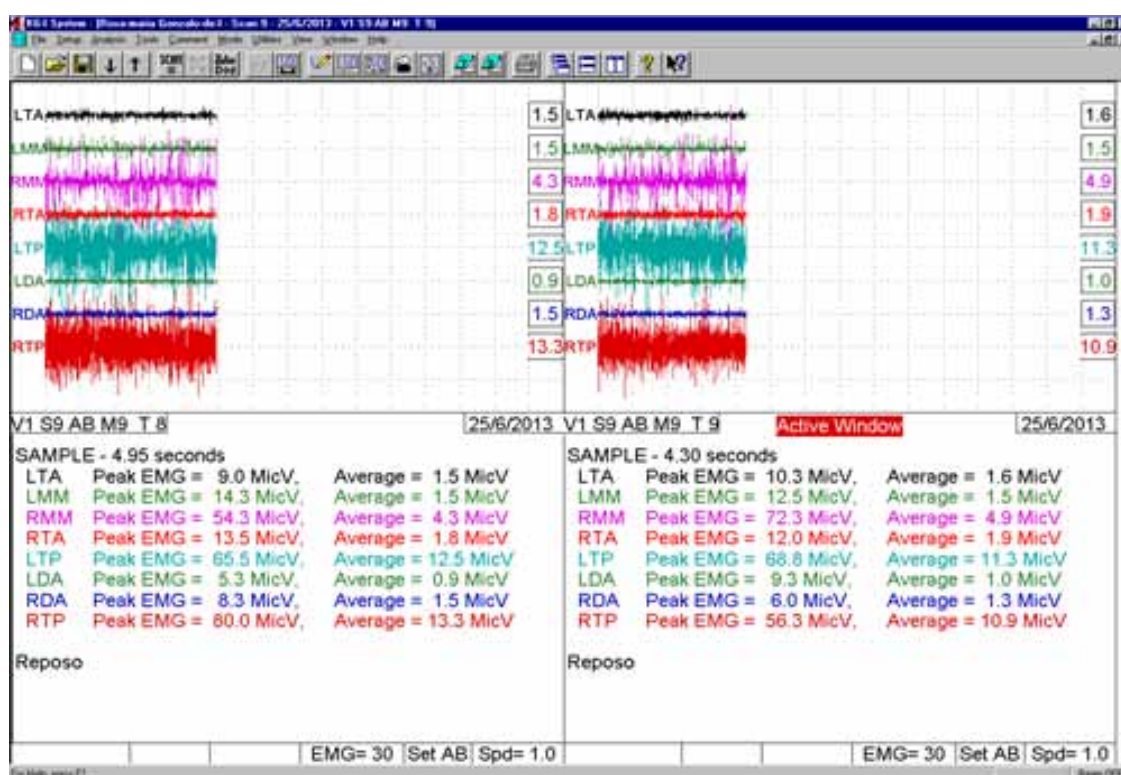 File Setup Analysis Tools Comment Mode Utilities View Window Help
LTA 1.5
LMM 1.5
RMM 4.3
RTA 1.8
LTP 12.5
LDA 0.9
RDA 1.5
RTP 13.3
LTA 1.6
LMM 1.5
RMM 4.9
RTA 1.9
LTP 11.3
LDA 1.0
RDA 1.3
RTP 10.9
V1 S9 AB M9 T 8 25/6/2013
SAMPLE - 4.95 seconds
LTA Peak EMG = 9.0 MicV, Average = 1.5 MicV
LMM Peak EMG = 14.3 MicV, Average = 1.5 MicV
RMM Peak EMG = 54.3 MicV, Average = 4.3 MicV
RTA Peak EMG = 13.5 MicV, Average = 1.8 MicV
LTP Peak EMG = 65.5 MicV, Average = 12.5 MicV
LDA Peak EMG = 5.3 MicV, Average = 0.9 MicV
RDA Peak EMG = 8.3 MicV, Average = 1.5 MicV
RTP Peak EMG = 80.0 MicV, Average = 13.3 MicV
Reposo
EMG= 30 Set AB Spd= 1.0
V1 S9 AB M9 T 9 Active Window 25/6/2013
SAMPLE - 4.30 seconds
LTA Peak EMG = 10.3 MicV, Average = 1.6 MicV
LMM Peak EMG = 12.5 MicV, Average = 1.5 MicV
RMM Peak EMG = 72.3 MicV, Average = 4.9 MicV
RTA Peak EMG = 12.0 MicV, Average = 1.9 MicV
LTP Peak EMG = 68.8 MicV, Average = 11.3 MicV
LDA Peak EMG = 9.3 MicV, Average = 1.0 MicV
RDA Peak EMG = 6.0 MicV, Average = 1.3 MicV
RTP Peak EMG = 56.3 MicV, Average = 10.9 MicV
Reposo
EMG= 30 Set AB Spd= 1.0